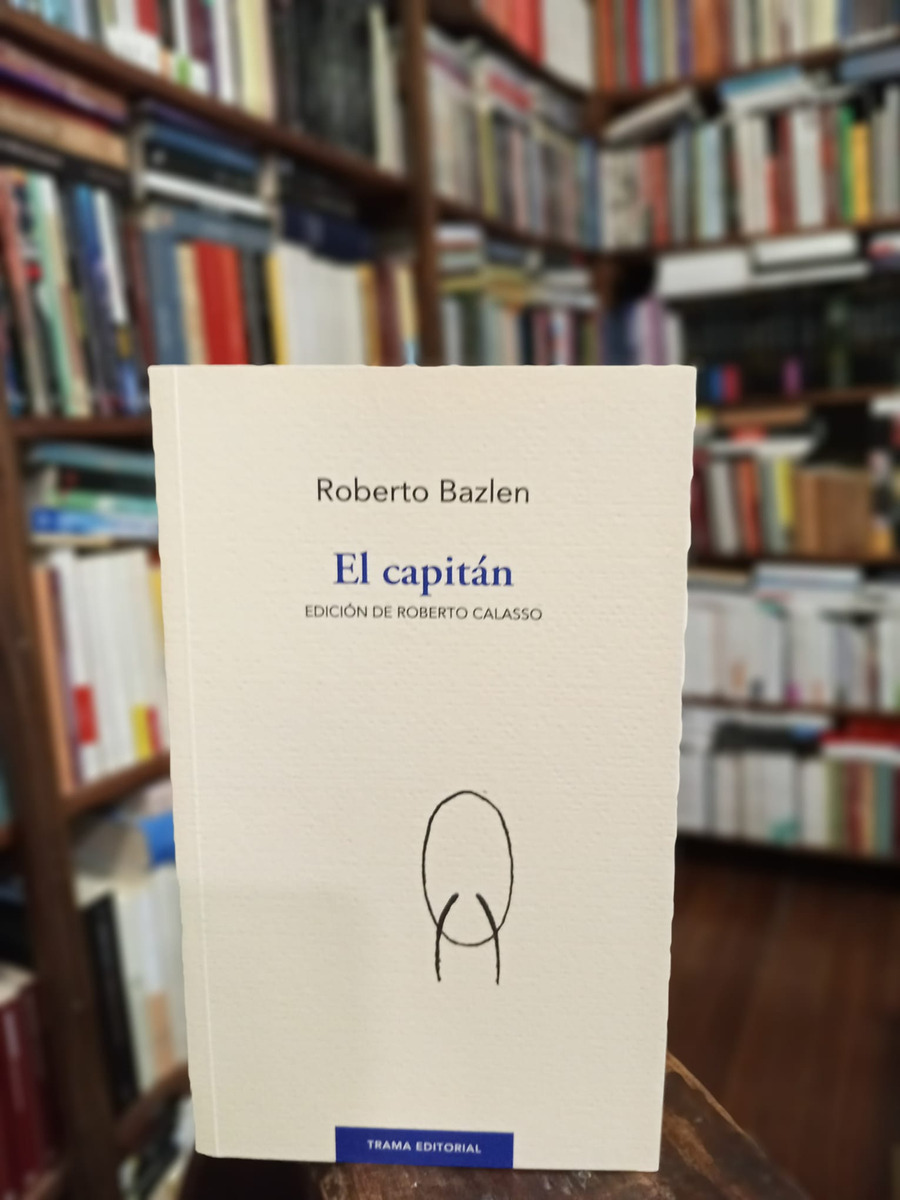 Roberto Bazlen
El capitán
EDICIÓN DE ROBERTO CALASSO
TRAMA EDITORIAL